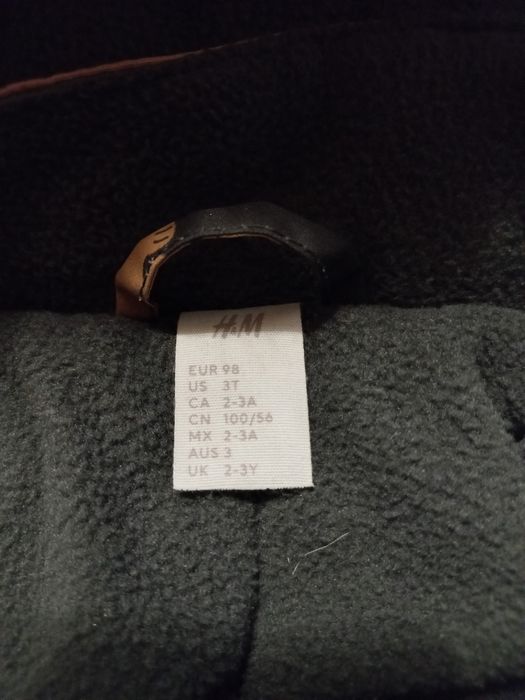 H&M
EUR 98
US 3T
CA 2-3A
CN 100/56
MX 2-3A
AUS 3
UK 2-3Y